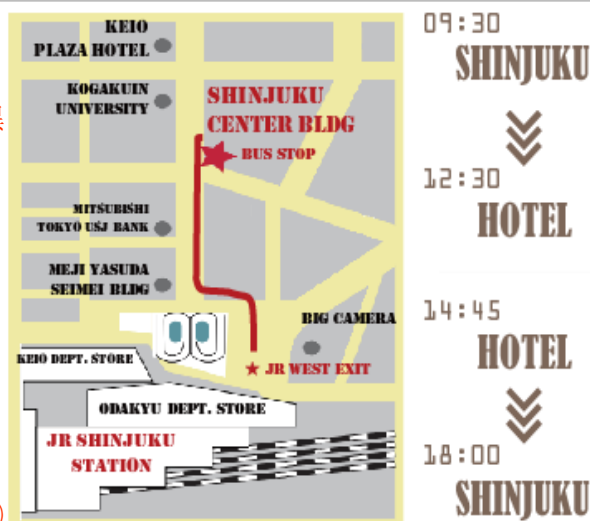 KEIO
PLAZA HOTEL
KOGAKUIN
UNIVERSITY
SHINJUKU
CENTER BLDG
BUS STOP
MITSUBISHI
TOKYO USJ BANK
MEJI YASUDA
SEIMEI BLDG
BIG CAMERA
KEIO DEPT. STORE
JR WEST EXIT
ODAKYU DEPT. STORE
JR SHINJUKU
STATION
09:30
SHINJUKU
12:30
HOTEL
14:45
HOTEL
18:00
SHINJUKU